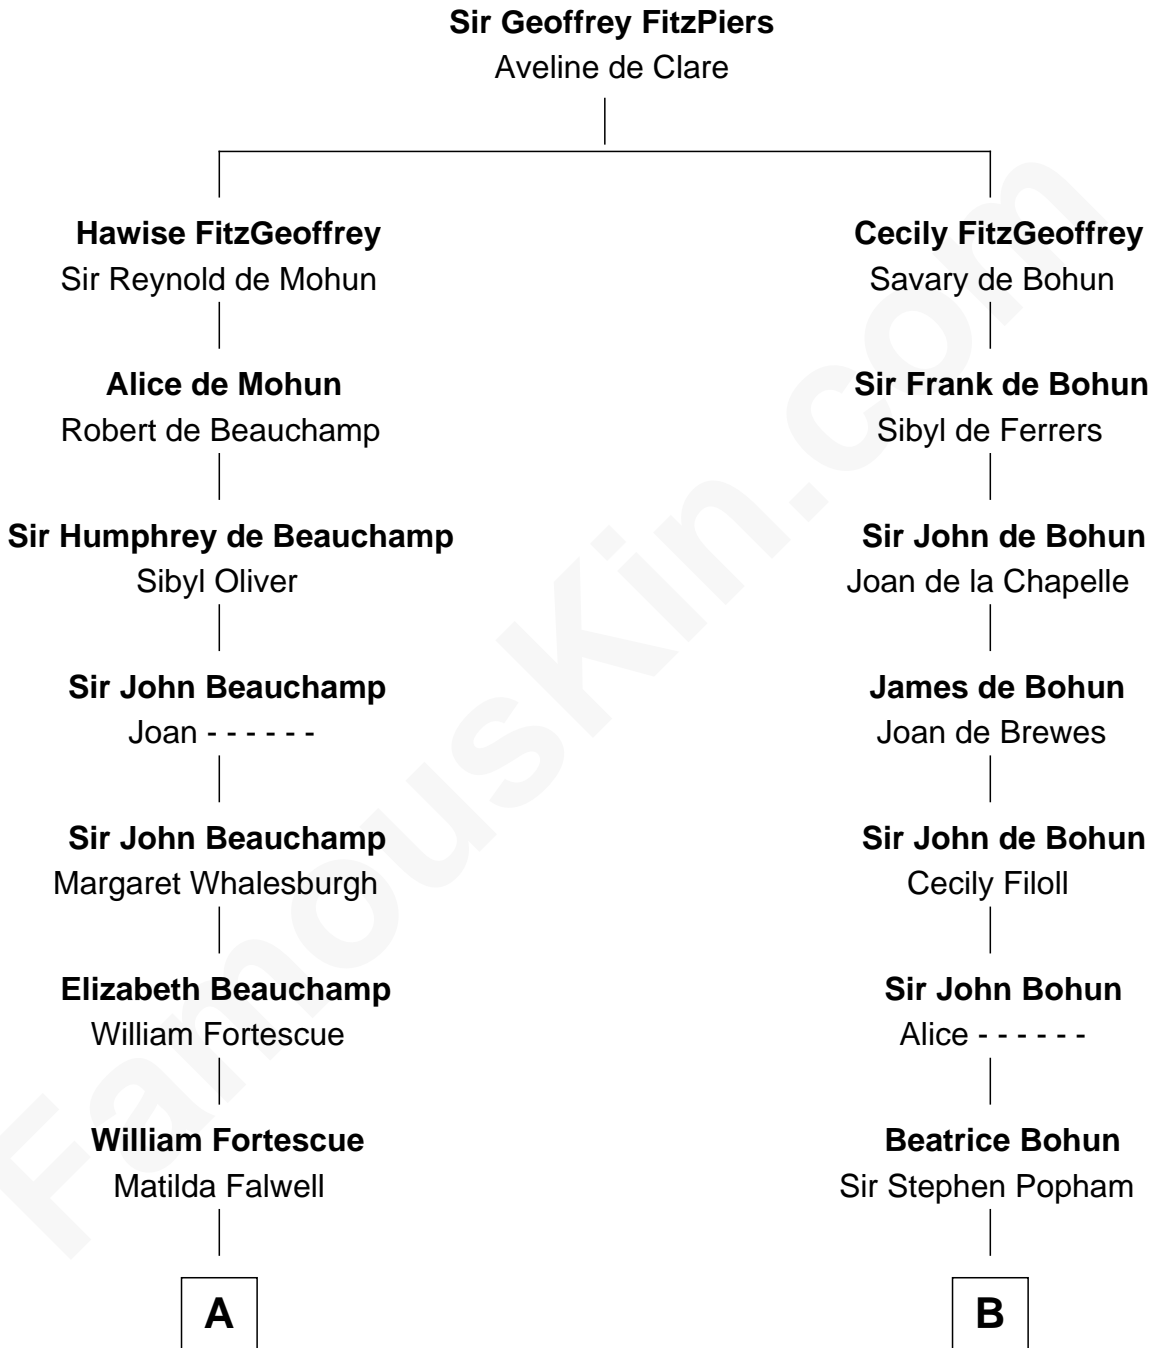 Sir Geoffrey FitzPiers
Aveline de Clare
Hawise FitzGeoffrey
Sir Reynold de Mohun
Cecily FitzGeoffrey
Savary de Bohun
Alice de Mohun
Robert de Beauchamp
Sir Frank de Bohun
Sibyl de Ferrers
Sir Humphrey de Beauchamp
Sibyl Oliver
Sir John de Bohun
Joan de la Chapelle
Sir John Beauchamp
Joan - - - - - -
James de Bohun
Joan de Brewes
Sir John Beauchamp
Margaret Whalesburgh
Sir John de Bohun
Cecily Filoll
Elizabeth Beauchamp
William Fortescue
Sir John Bohun
Alice - - - - - -
William Fortescue
Matilda Falwell
Beatrice Bohun
Sir Stephen Popham
A
B
FamousKin.com